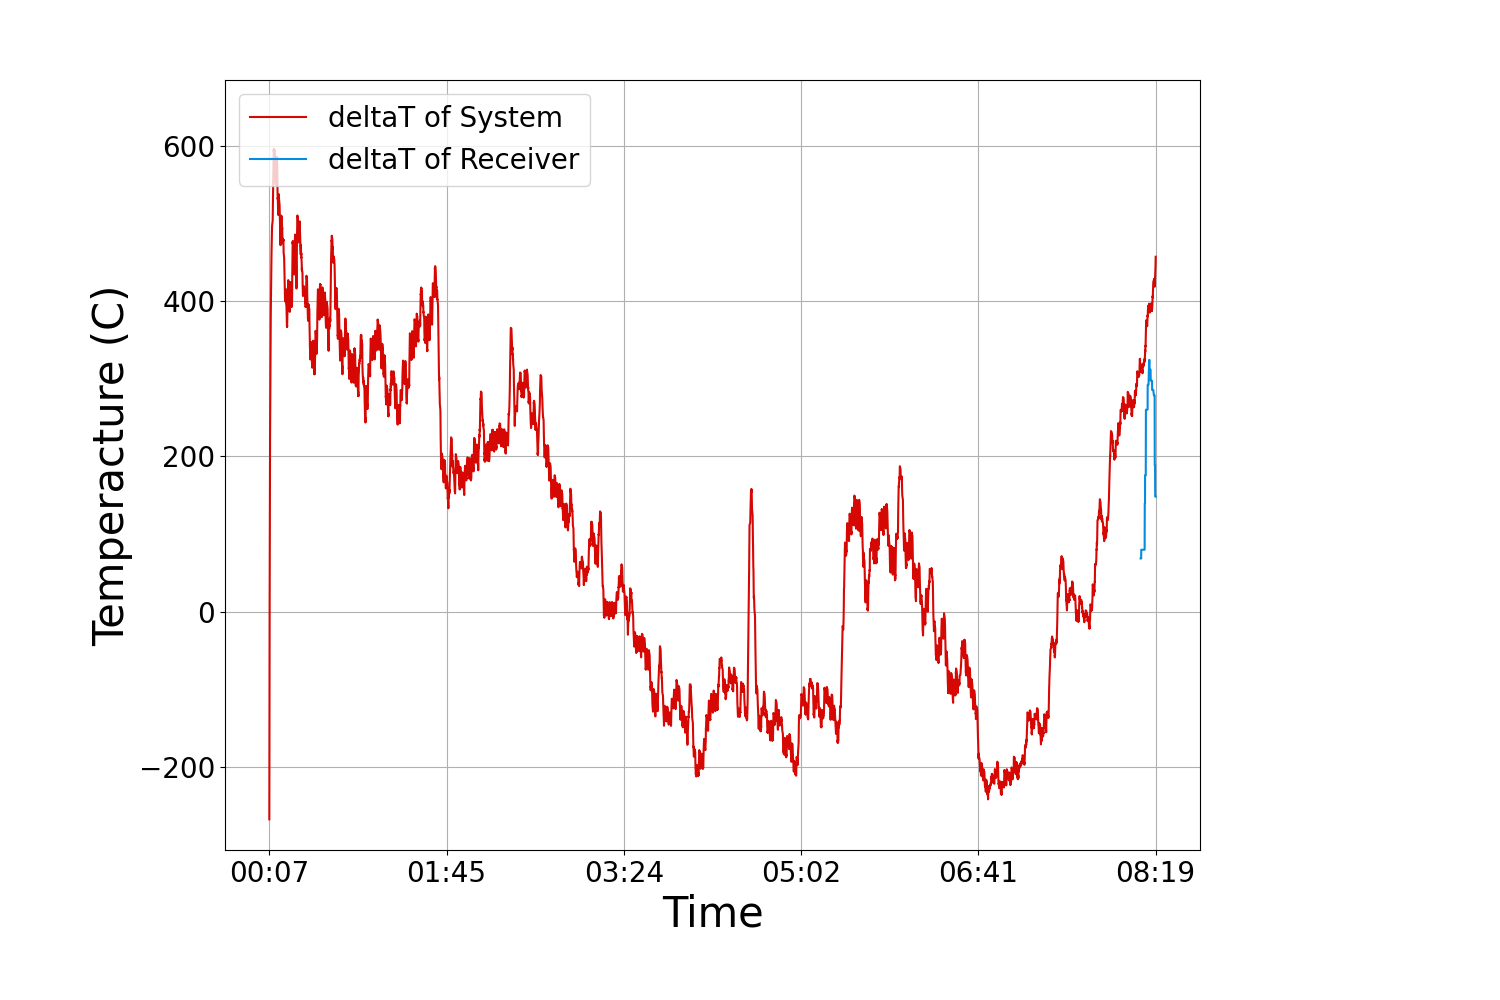 deltaT of System
deltaT of Receiver
600
400
200
0
−200
Temperacture (C)
00:07 01:45 03:24 05:02 06:41 08:19
Time